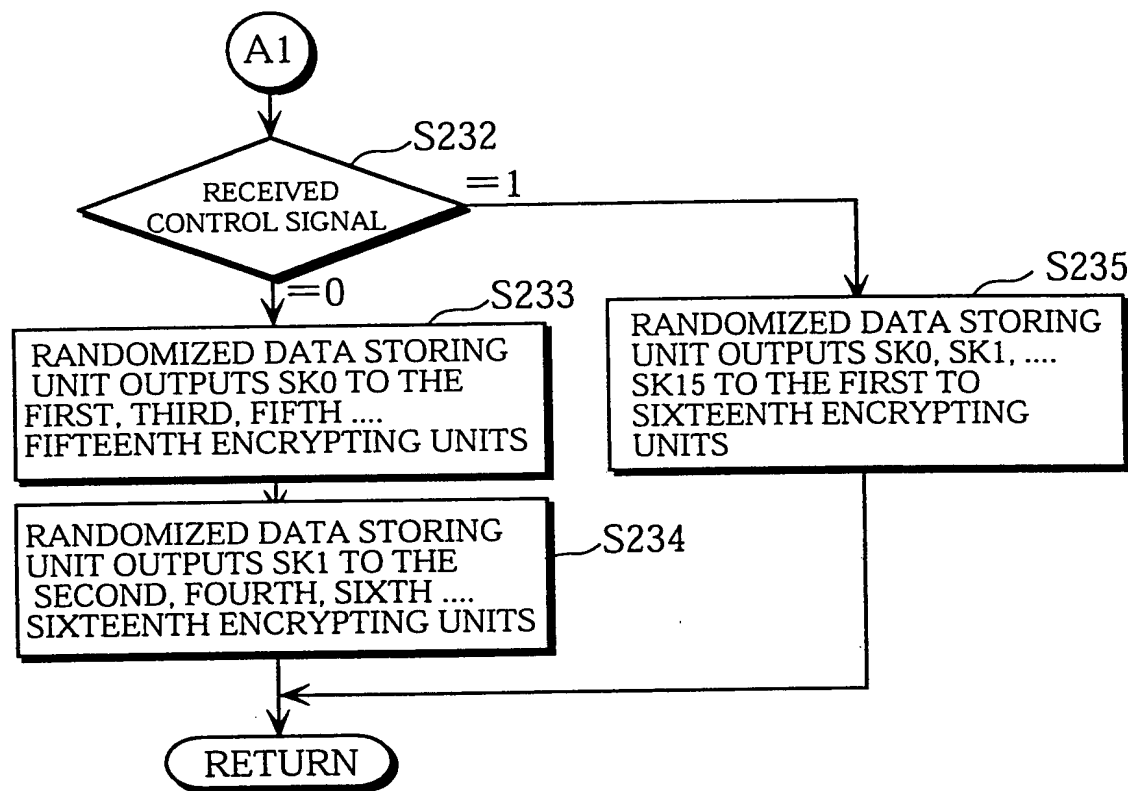 A1
S232
RECEIVED
CONTROL SIGNAL
=1
=0
S233
RANDOMIZED DATA STORING
UNIT OUTPUTS SK0 TO THE
FIRST, THIRD, FIFTH ....
FIFTEENTH ENCRYPTING UNITS
S235
RANDOMIZED DATA STORING
UNIT OUTPUTS SK0, SK1, ....
SK15 TO THE FIRST TO
SIXTEENTH ENCRYPTING
UNITS
RANDOMIZED DATA STORING
UNIT OUTPUTS SK1 TO THE
SECOND, FOURTH, SIXTH ....
SIXTEENTH ENCRYPTING UNITS
S234
RETURN